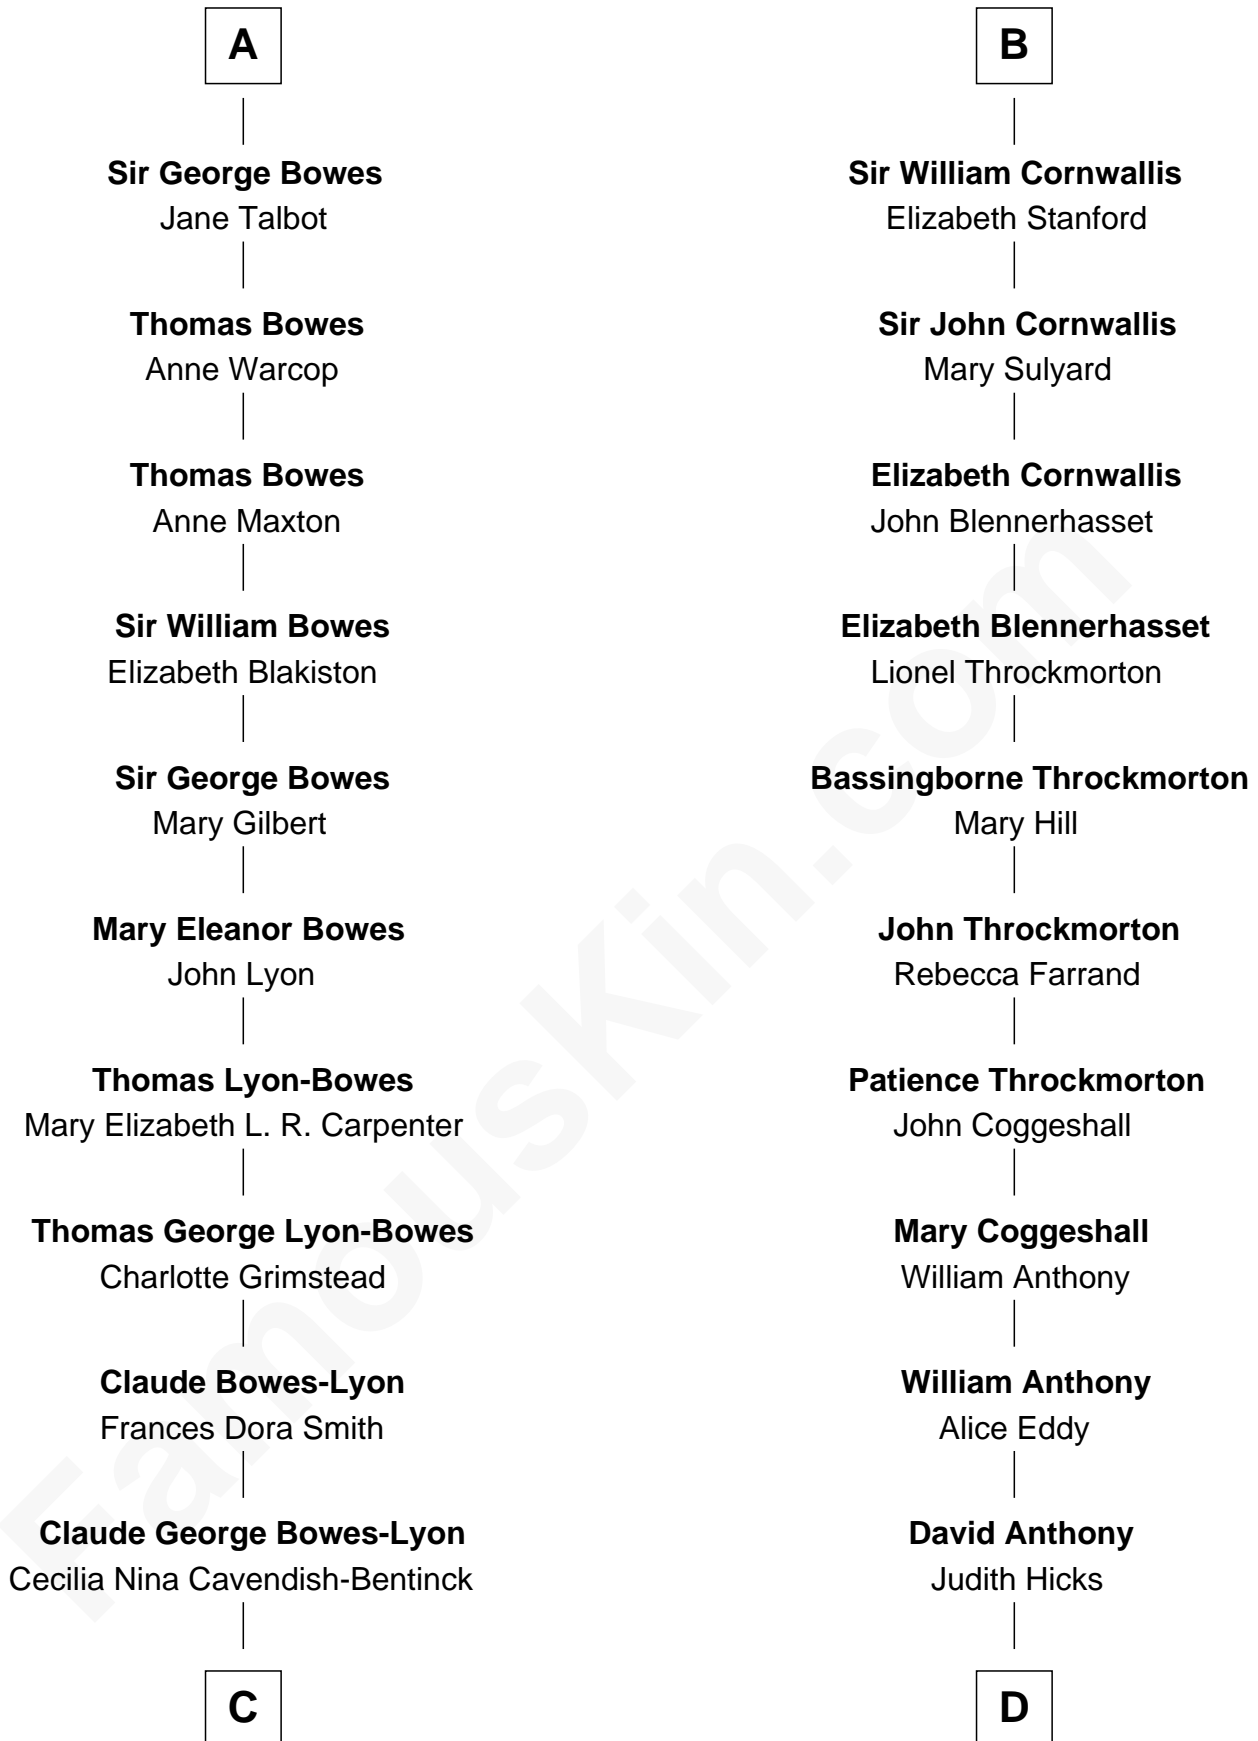 A
Sir George Bowes
Jane Talbot
Thomas Bowes
Anne Warcop
Thomas Bowes
Anne Maxton
Sir William Bowes
Elizabeth Blakiston
Sir George Bowes
Mary Gilbert
Mary Eleanor Bowes
John Lyon
Thomas Lyon-Bowes
Mary Elizabeth L. R. Carpenter
Thomas George Lyon-Bowes
Charlotte Grimstead
Claude Bowes-Lyon
Frances Dora Smith
Claude George Bowes-Lyon
Cecilia Nina Cavendish-Bentinck
C
B
Sir William Cornwallis
Elizabeth Stanford
Sir John Cornwallis
Mary Sulyard
Elizabeth Cornwallis
John Blennerhasset
Elizabeth Blennerhasset
Lionel Throckmorton
Bassingborne Throckmorton
Mary Hill
John Throckmorton
Rebecca Farrand
Patience Throckmorton
John Coggeshall
Mary Coggeshall
William Anthony
William Anthony
Alice Eddy
David Anthony
Judith Hicks
D
FamousKin.com